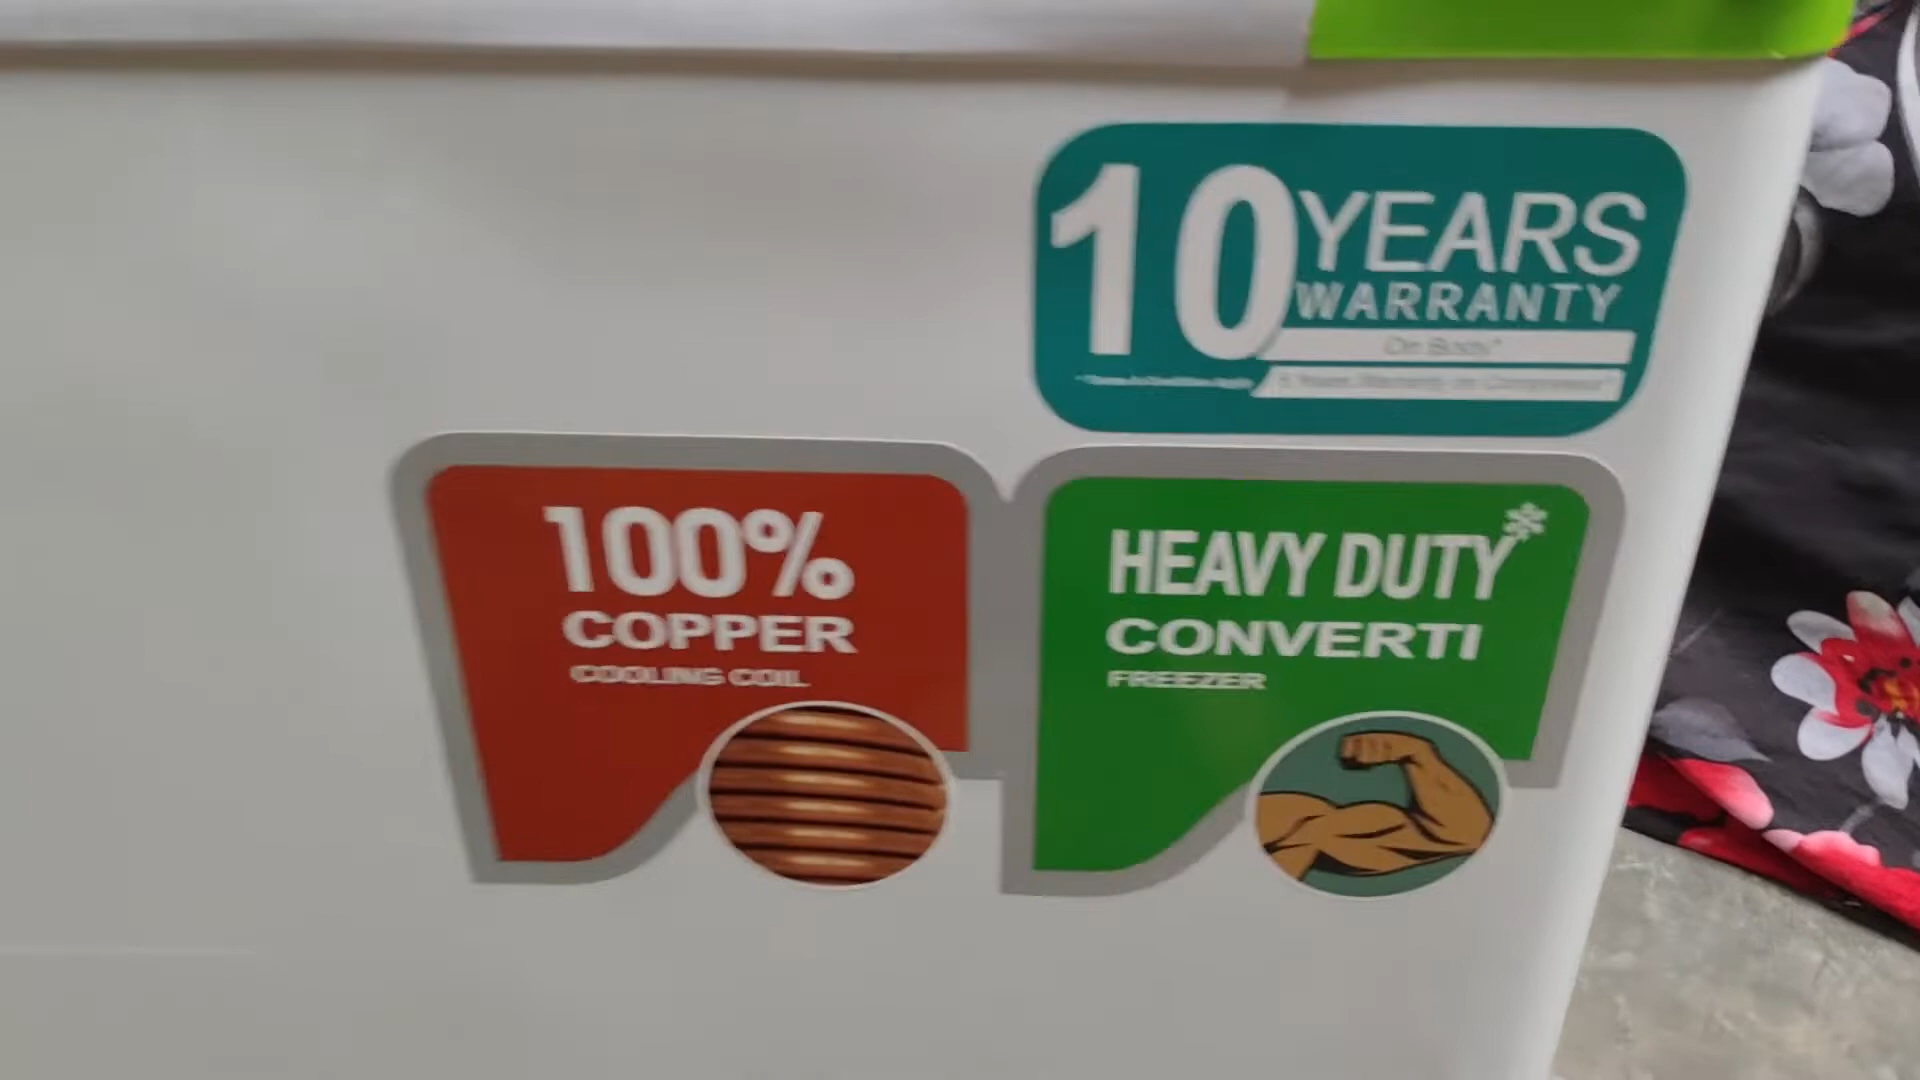 10 YEARS
WARRANTY
On Body*
100%
COPPER
COOLING COIL
HEAVY DUTY*
CONVERTI
FREEZER